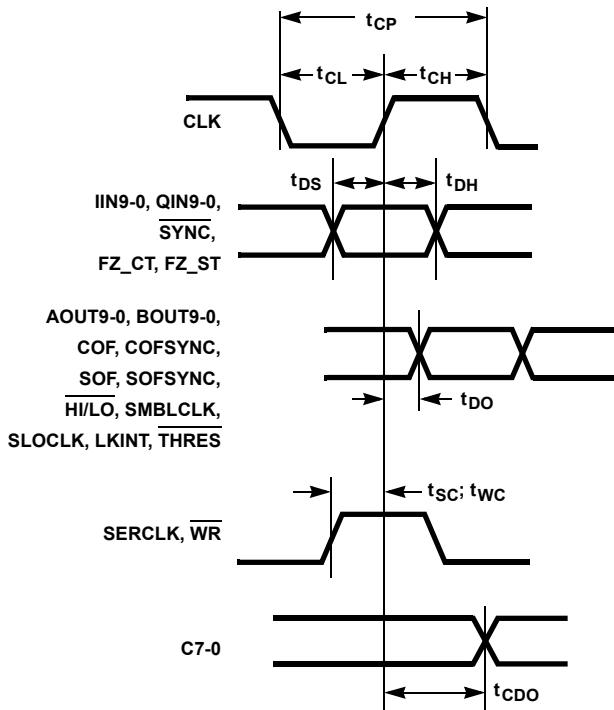 tCP
tCL
tCH
CLK
tDS
tDH
IIN9-0, QIN9-0,
SYNC,
FZ_CT, FZ_ST
AOUT9-0, BOUT9-0,
COF, COFSYNC,
SOF, SOFSYNC,
HI/LO, SMBLCLK,
SLOCLK, LKINT, THRES
tDO
tSC; tWC
SERCLK, WR
C7-0
tCDO